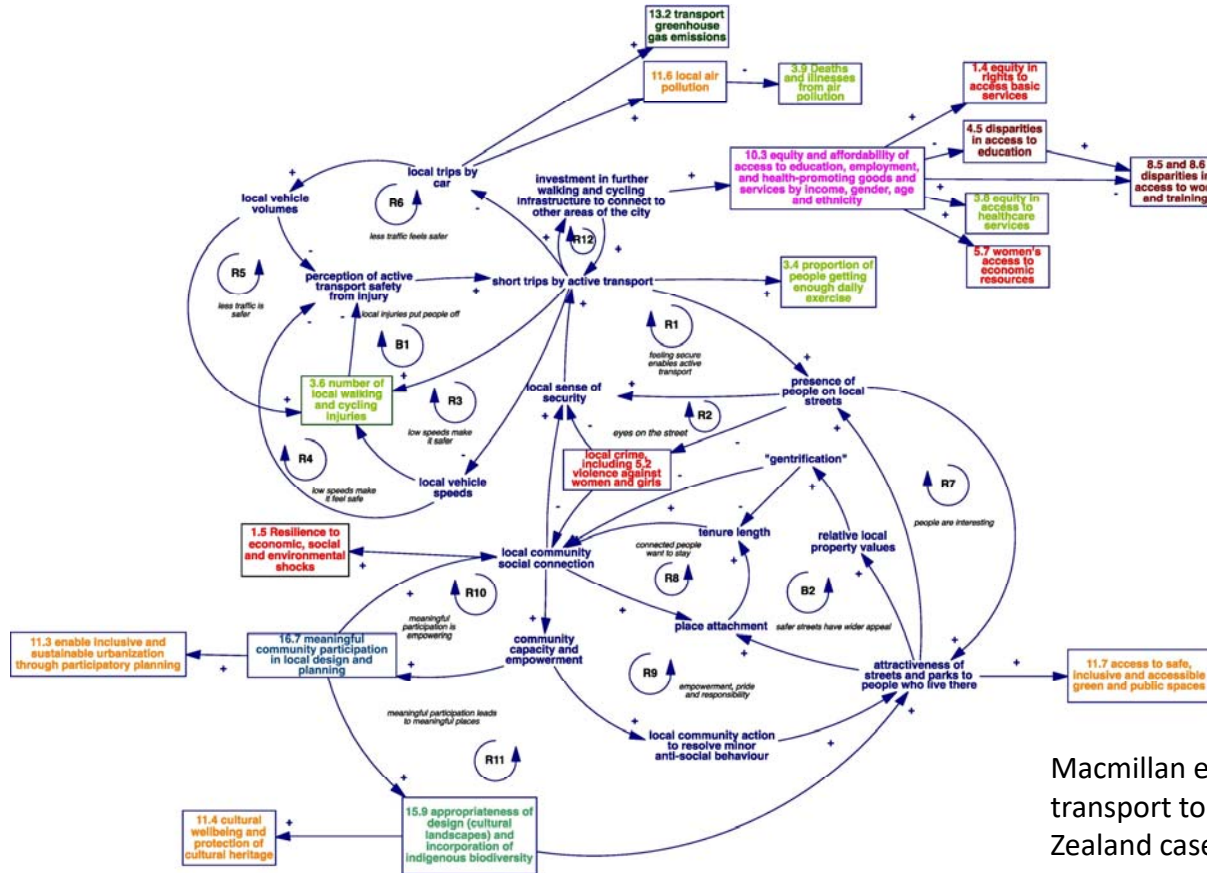 13.2 transport
greenhouse
gas emissions
+
11.6 local air
pollution
-
3.9 Deaths
and illnesses
from air
pollution
+
1.4 equity in
rights to
access basic
services
+
4.5 disparities
in access to
education
-
+
8.5 and 8.6
disparities in
access to
and training
-
10.3 equity and affordability of
access to education, employment,
and health-promoting goods and
services by income, gender, age
and ethnicity
+
+
3.8 equity in
access to
healthcare
services
+
5.7 women's
access to
economic
resources
local trips by
car
+
local vehicle
volumes
R6
less traffic feels safer
-
investment in further
walking and cycling
infrastructure to connect to
other areas of the city
+
R12
+
+
R5
less traffic is
safer
-
perception of active
transport safety
from injury
+
short trips by active transport
+
3.4 proportion of
people getting
enough daily
exercise
-
-
local injuries put people off
B1
R1
feeling secure
enables active
transport
+
+
3.6 number of
local walking
and cycling
injuries
+
+
R3
low speeds make
it safer
local sense of
security
+
presence of
people on local
streets
R2
eyes on the street
+
-
-
R4
low speeds make
it feel safe
+
-
local vehicle
speeds
local crime,
including 5.2
violence against
women and girls
-
"gentrification"
+
R7
people are interesting
+
1.5 Resilience to
economic, social
and environmental
shocks
+
local community
social connection
-
-
+
tenure length
-
connected people
want to stay
R8
+
relative local
property values
+
B2
safer streets have wider appeal
R10
meaningful
participation is
empowering
+
+
+
place attachment
+
11.3 enable inclusive and
sustainable urbanization
through participatory planning
+
16.7 meaningful
community participation
in local design and
planning
+
community
capacity and
empowerment
R9
empowerment, pride
and responsibility
attractiveness of
streets and parks to
people who live there
+
+
11.7 access to safe,
inclusive and accessible
green and public spaces
meaningful participation leads
to meaningful places
R11
+
local community action
to resolve minor
anti-social behaviour
+
+
+
15.9 appropriateness of
design (cultural
landscapes) and
incorporation of
indigenous biodiversity
+
11.4 cultural
wellbeing and
protection of
cultural heritage
Macmillan e
transport to
Zealand case